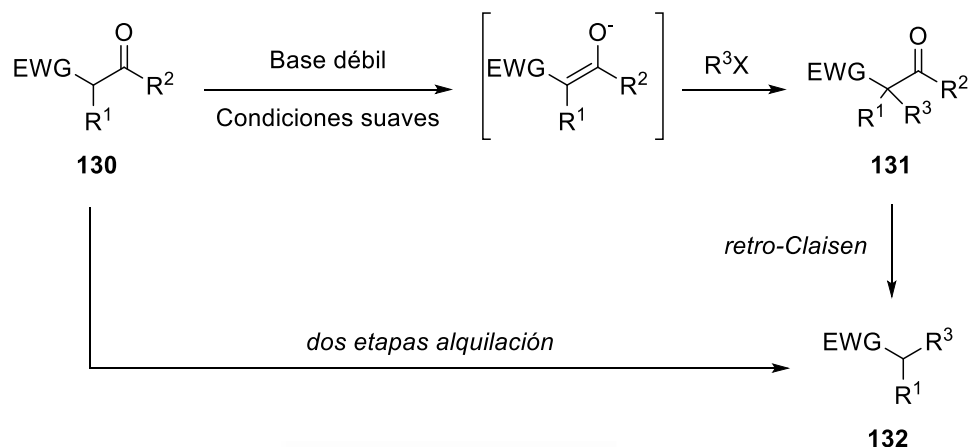 O
EWG
R²
R¹
130
Base débil
Condiciones suaves
O-
EWG
R²
R¹
R³X
O
EWG
R²
R¹
R³
131
retro-Claisen
dos etapas alquilación
EWG
R³
R¹
132